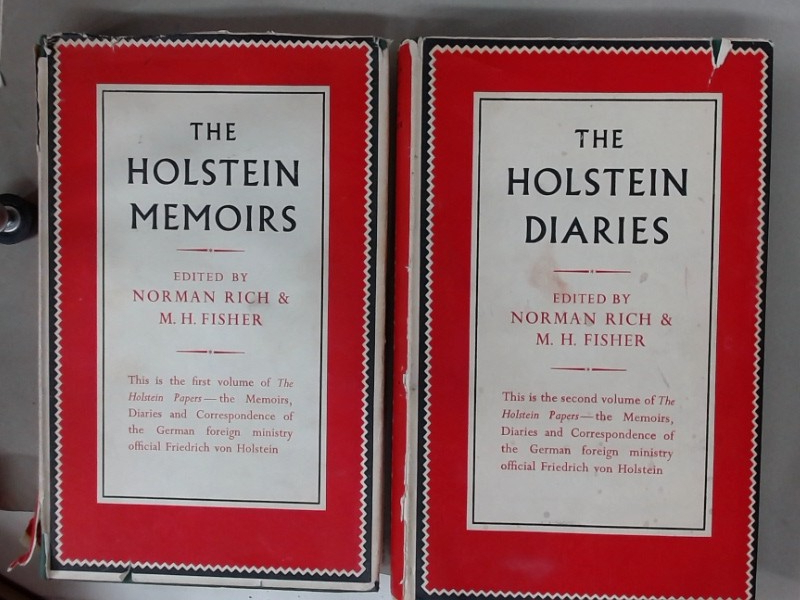 THE
HOLSTEIN
MEMOIRS
EDITED BY
NORMAN RICH &
M. H. FISHER
This is the first volume of The
Holstein Papers—the Memoirs,
Diaries and Correspondence of
the German foreign ministry
official Friedrich von Holstein
THE
HOLSTEIN
DIARIES
EDITED BY
NORMAN RICH &
M. H. FISHER
This is the second volume of The
Holstein Papers—the Memoirs,
Diaries and Correspondence of
the German foreign ministry
official Friedrich von Holstein